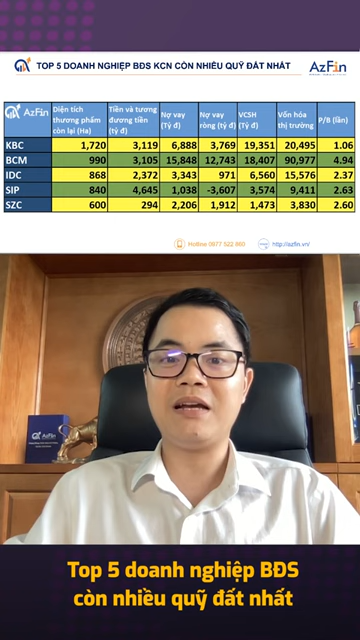 TOP 5 DOANH NGHIỆP BĐS KCN CÒN NHIỀU QUỸ ĐẤT NHẤT
AzFin
AzFin Diện tích thương phẩm còn lại (Ha) Tiền và tương đương tiền (tỷ đ) Nợ vay (Tỷ đ) Nợ vay ròng (tỷ đ) VCSH (Tỷ đ) Vốn hóa thị trường P/B (lần)
KBC 1,720 3,119 6,888 3,769 19,351 20,495 1.06
BCM 990 3,105 15,848 12,743 18,407 90,977 4.94
IDC 868 2,372 3,343 971 6,560 15,576 2.37
SIP 840 4,645 1,038 -3,607 3,574 9,411 2.63
SZC 600 294 2,206 1,912 1,473 3,830 2.60
Hotline 0877 522 860 http://azfin.vn/
AzFin
Top 5 doanh nghiệp BĐS
còn nhiều quỹ đất nhất